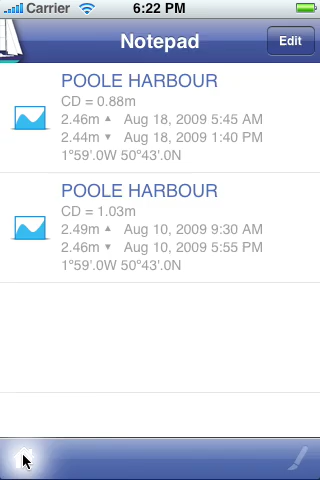 Carrier 6:22 PM
Notepad Edit
POOLE HARBOUR
CD = 0.88m
2.46m ▲ Aug 18, 2009 5:45 AM
2.44m ▼ Aug 18, 2009 1:40 PM
1°59'.0W 50°43'.0N
POOLE HARBOUR
CD = 1.03m
2.49m ▲ Aug 10, 2009 9:30 AM
2.46m ▼ Aug 10, 2009 5:55 PM
1°59'.0W 50°43'.0N